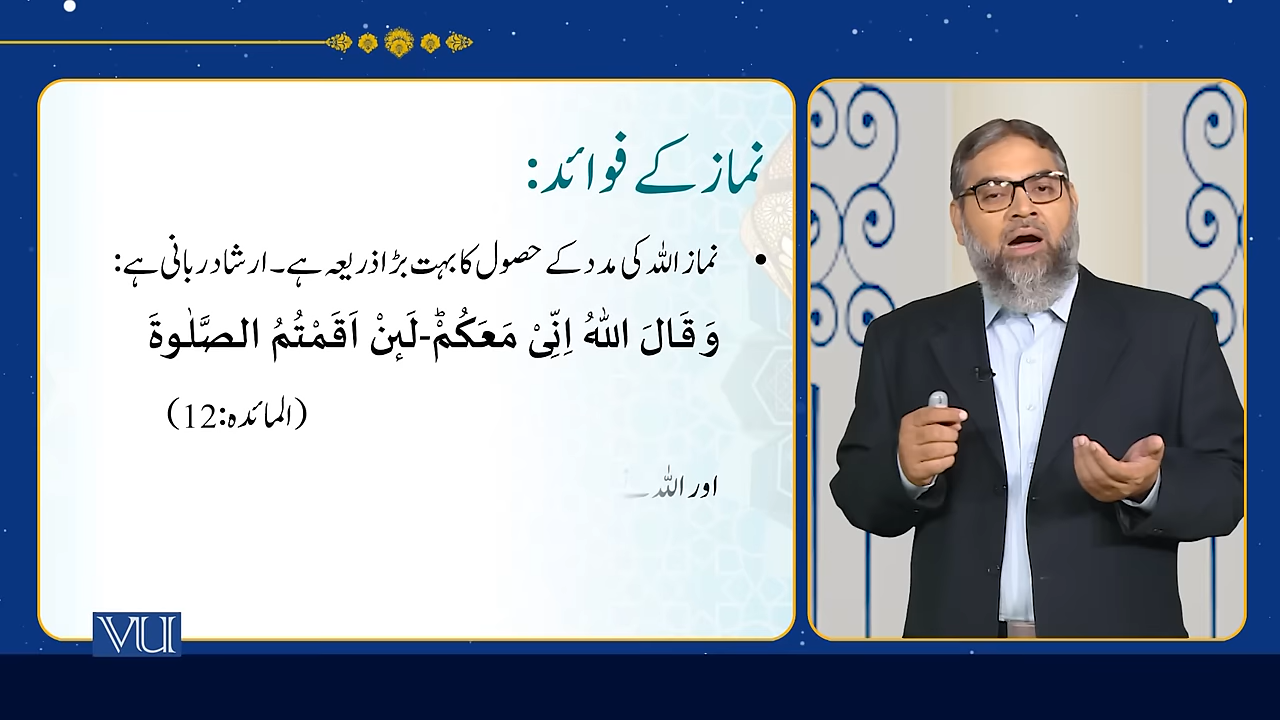 نماز کے فوائد:
• نماز اللہ کی مدد کے حصول کا بہت بڑا ذریعہ ہے۔ ارشاد ربانی ہے:
وَ قَالَ اللّٰهُ اِنِّیْ مَعَكُمْؕ-لَىٕنْ اَقَمْتُمُ الصَّلٰوةَ
(المائدہ:12)
اور اللہ
VU